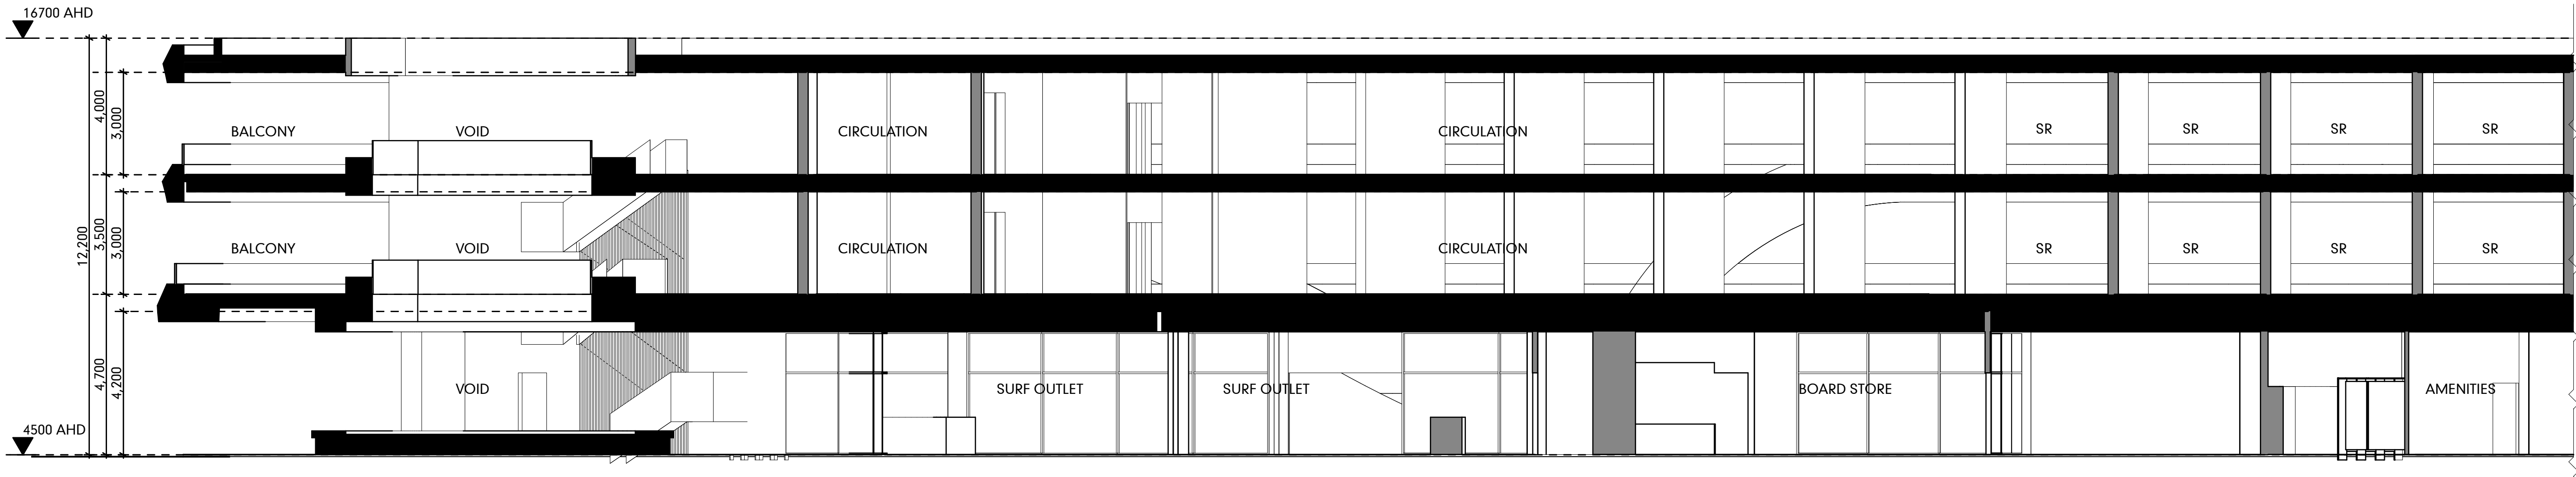 16700 AHD
4,000
3,000
BALCONY
VOID
CIRCULATION
CIRCULATION
SR
SR
SR
SR
12,200
3,500
3,000
BALCONY
VOID
CIRCULATION
CIRCULATION
SR
SR
SR
SR
4,700
4,200
VOID
SURF OUTLET
SURF OUTLET
BOARD STORE
AMENITIES
4500 AHD